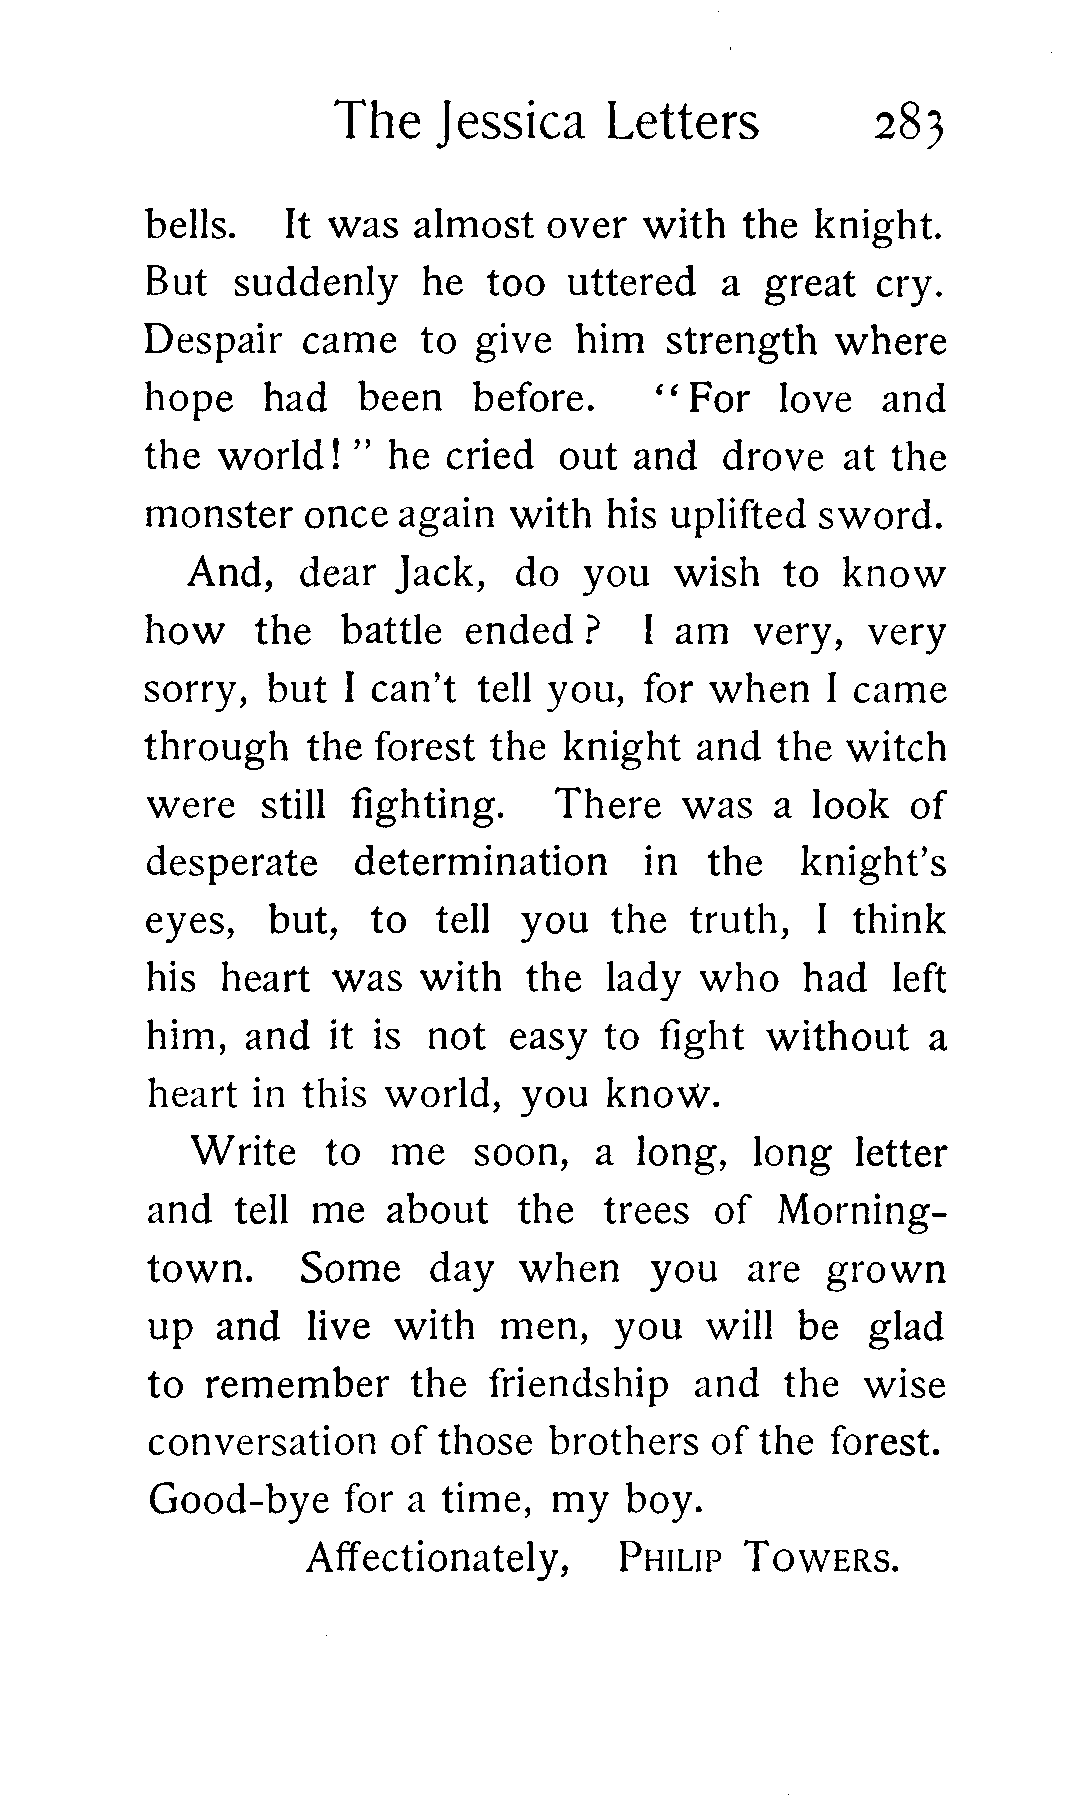 The Jessica Letters 283
bells. It was almost over with the knight.
But suddenly he too uttered a great cry.
Despair came to give him strength where
hope had been before. “For love and
the world!” he cried out and drove at the
monster once again with his uplifted sword.
And, dear Jack, do you wish to know
how the battle ended? I am very, very
sorry, but I can’t tell you, for when I came
through the forest the knight and the witch
were still fighting. There was a look of
desperate determination in the knight’s
eyes, but, to tell you the truth, I think
his heart was with the lady who had left
him, and it is not easy to fight without a
heart in this world, you know.
Write to me soon, a long, long letter
and tell me about the trees of Morning-
town. Some day when you are grown
up and live with men, you will be glad
to remember the friendship and the wise
conversation of those brothers of the forest.
Good-bye for a time, my boy.
Affectionately, PHILIP TOWERS.